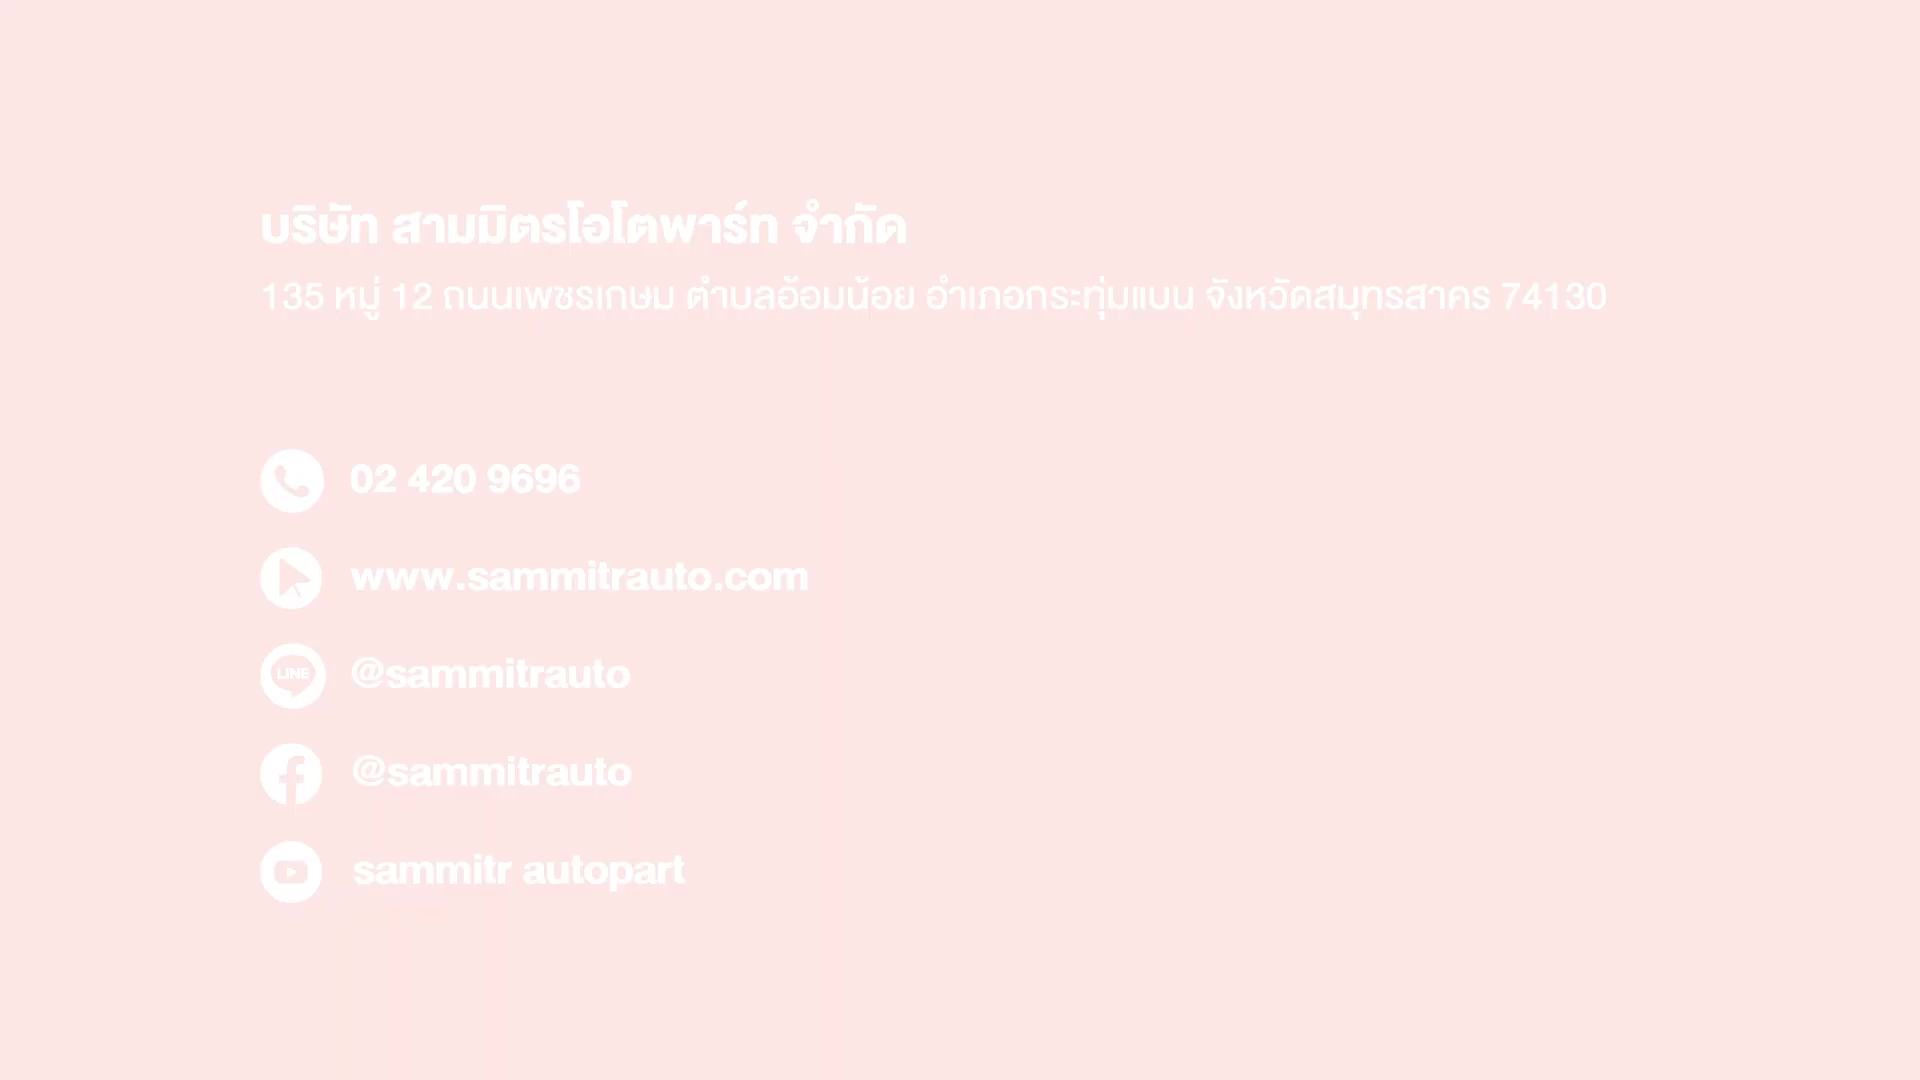 บริษัท สามมิตรโอโตพาร์ท จำกัด
135 หมู่ 12 ถนนเพชรเกษม ตำบลอ้อมน้อย อำเภอกระทุ่มแบน จังหวัดสมุทรสาคร 74130
02 420 9696
www.sammitrauto.com
LINE @sammitrauto
@sammitrauto
sammitr autopart